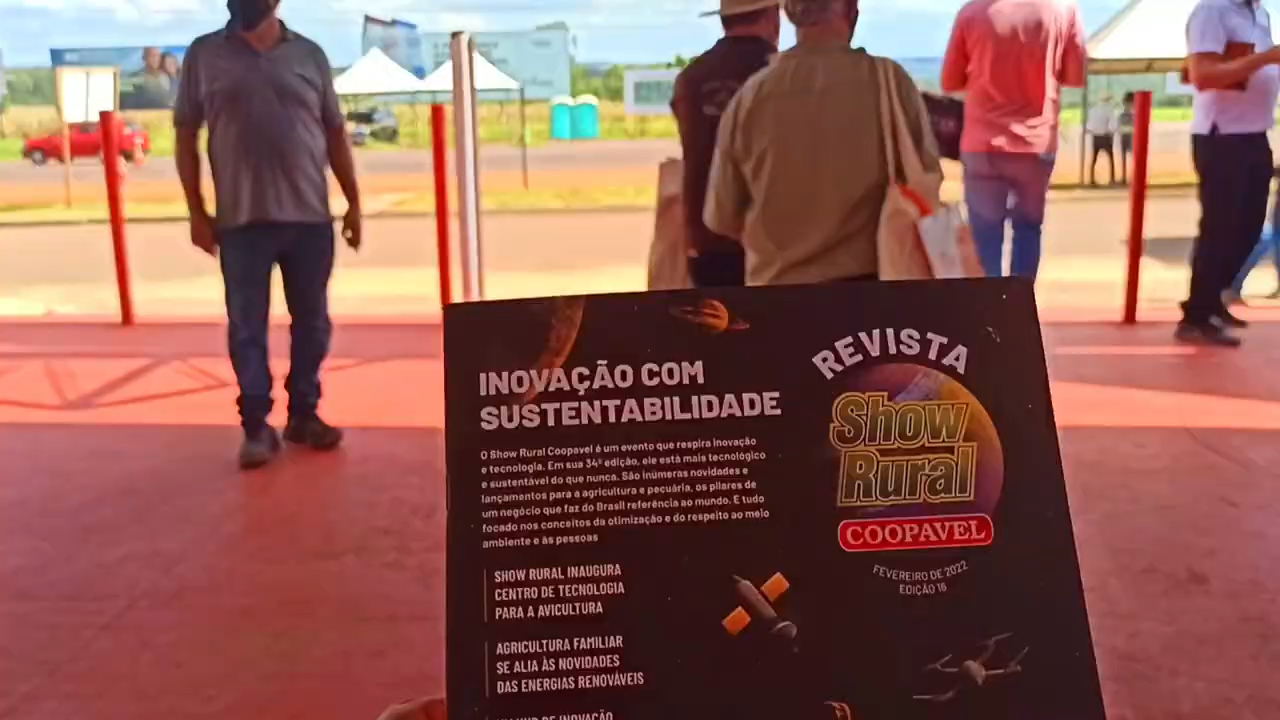 INOVAÇÃO COM
SUSTENTABILIDADE
O Show Rural Coopavel é um evento que respira inovação
e tecnologia. Em sua 34ª edição, ele está mais tecnológico
e sustentável do que nunca. São inúmeras novidades e
lançamentos para a agricultura e pecuária, os pilares de
um negócio que faz do Brasil referência ao mundo. E tudo
focado nos conceitos da otimização e do respeito ao meio
ambiente e às pessoas
SHOW RURAL INAUGURA
CENTRO DE TECNOLOGIA
PARA A AVICULTURA
AGRICULTURA FAMILIAR
SE ALIA ÀS NOVIDADES
DAS ENERGIAS RENOVÁVEIS
DE INOVAÇÃO
REVISTA
Show
Rural
COOPAVEL
FEVEREIRO DE 2022
EDIÇÃO 16